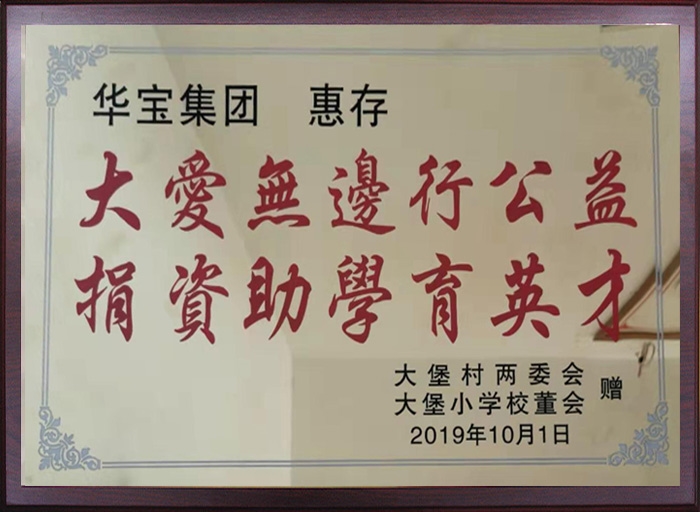 华宝集团 惠存
大愛無邊行公益
捐資助學育英才
大堡村两委会
大堡小学校董会 赠
2019年10月1日